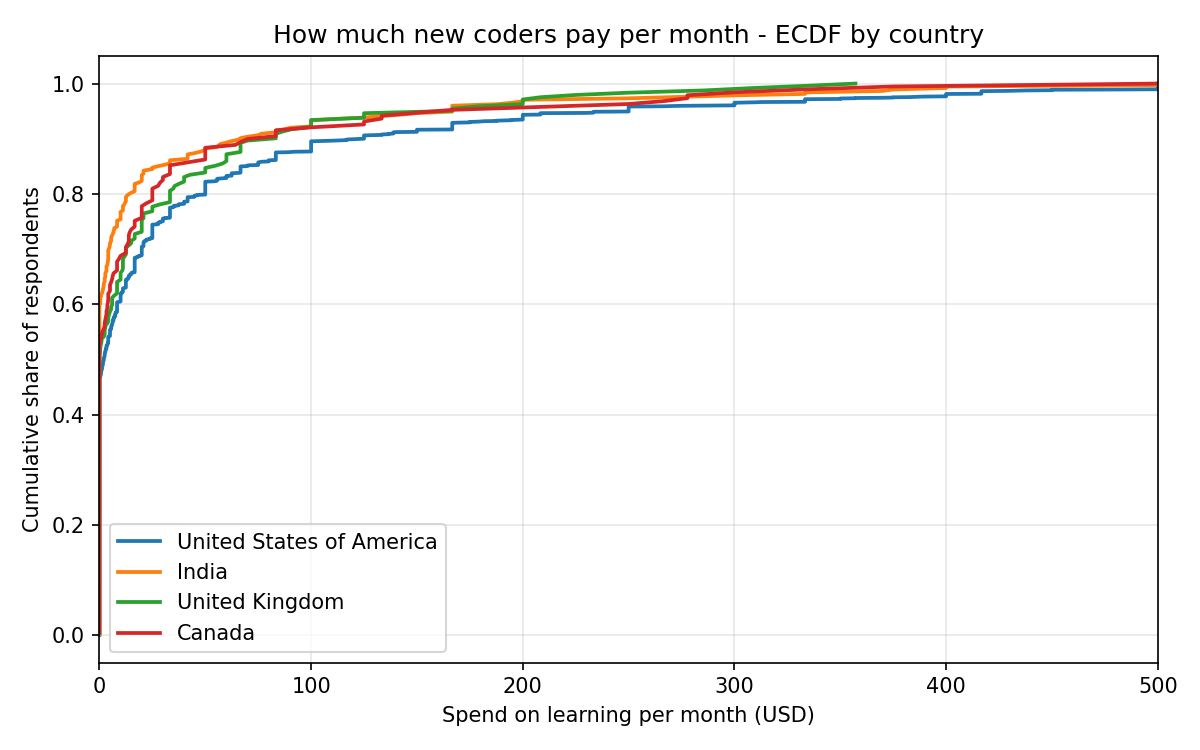 How much new coders pay per month - ECDF by country
Cumulative share of respondents
1.0
0.8
0.6
0.4
0.2
0.0
United States of America
India
United Kingdom
Canada
0 100 200 300 400 500
Spend on learning per month (USD)